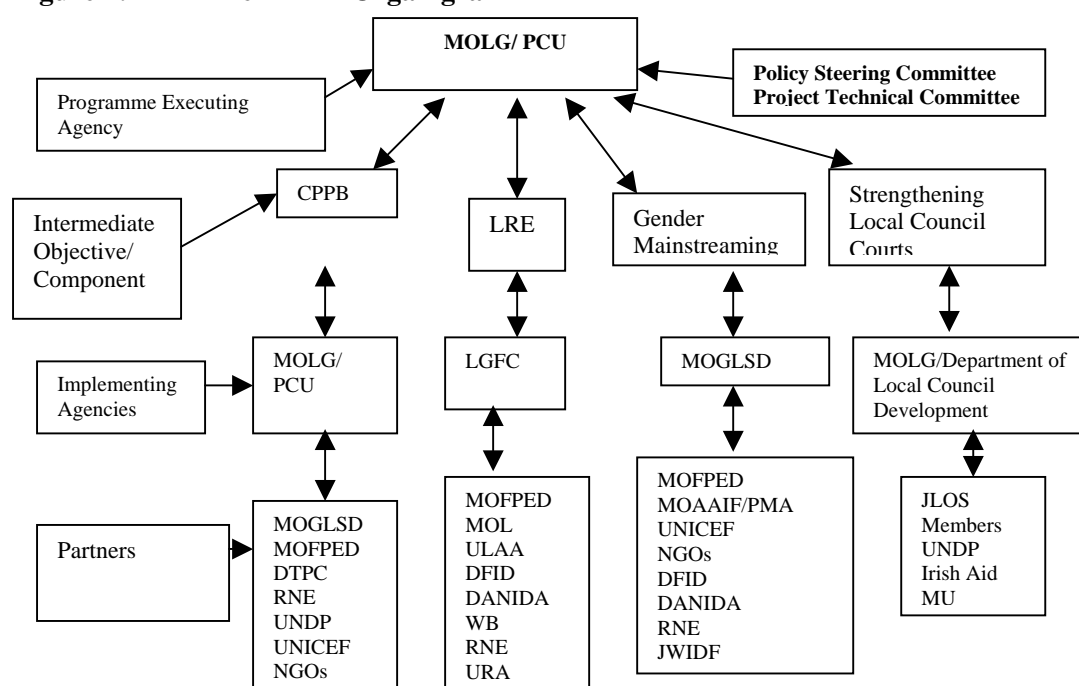 MOLG/ PCU
Policy Steering Committee
Project Technical Committee
Programme Executing
Agency
CPPB
LRE
Gender
Mainstreaming
Strengthening
Local Council
Courts
Intermediate
Objective/
Component
MOLG/
PCU
LGFC
MOGLSD
MOLG/Department of
Local Council
Development
Implementing
Agencies
Partners
MOGLSD
MOFPED
DTPC
RNE
UNDP
UNICEF
NGOs
MOFPED
MOL
ULAA
DFID
DANIDA
WB
RNE
URA
MOFPED
MOAAIF/PMA
UNICEF
NGOs
DFID
DANIDA
RNE
JWIDF
JLOS
Members
UNDP
Irish Aid
MU